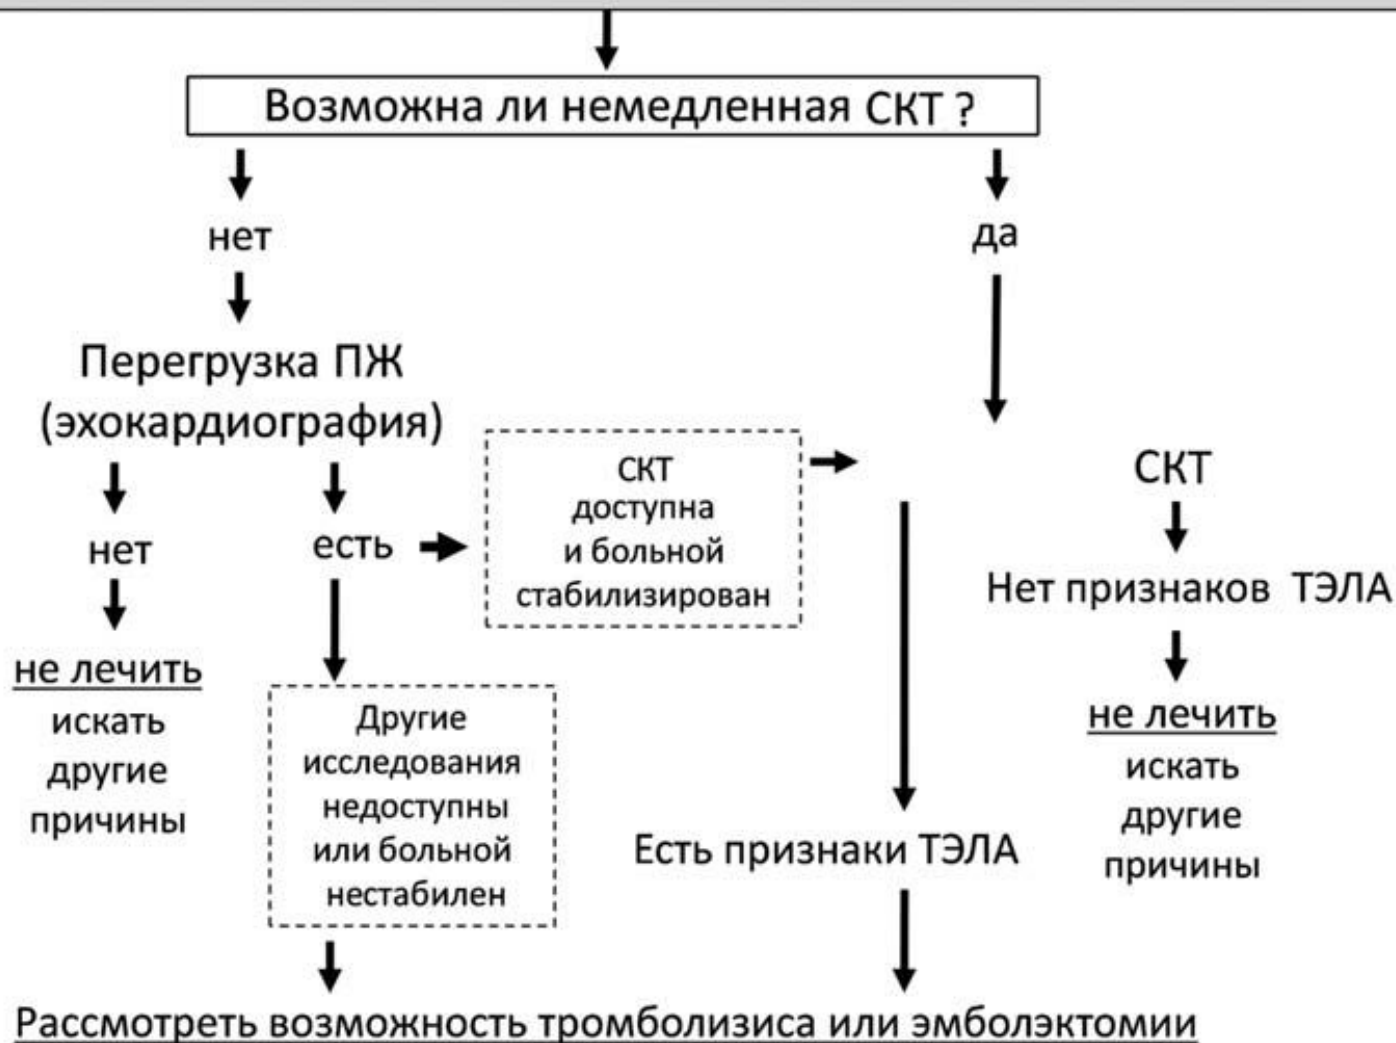 Возможна ли немедленная СКТ ?
нет
да
Перегрузка ПЖ
(эхокардиография)
нет
есть
СКТ
доступна
и больной
стабилизирован
СКТ
Нет признаков ТЭЛА
не лечить
искать
другие
причины
Другие
исследования
недоступны
или больной
нестабилен
Есть признаки ТЭЛА
не лечить
искать
другие
причины
Рассмотреть возможность тромболизиса или эмболэктомии